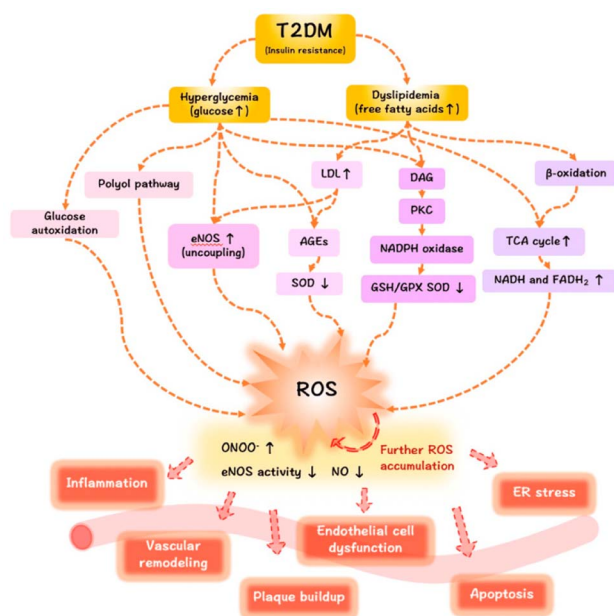 T2DM
(Insulin resistance)
Hyperglycemia
(glucose↑)
Dyslipidemia
(free fatty acids↑)
Polyol pathway
LDL↑
DAG
β-oxidation
Glucose
autoxidation
eNOS ↑
(uncoupling)
AGEs
PKC
NADPH oxidase
TCA cycle↑
SOD ↓
GSH/GPX SOD ↓
NADH and FADH₂ ↑
ROS
ONOO⁻ ↑
eNOS activity ↓ NO ↓
Further ROS
accumulation
Inflammation
ER stress
Vascular
remodeling
Endothelial cell
dysfunction
Plaque buildup
Apoptosis